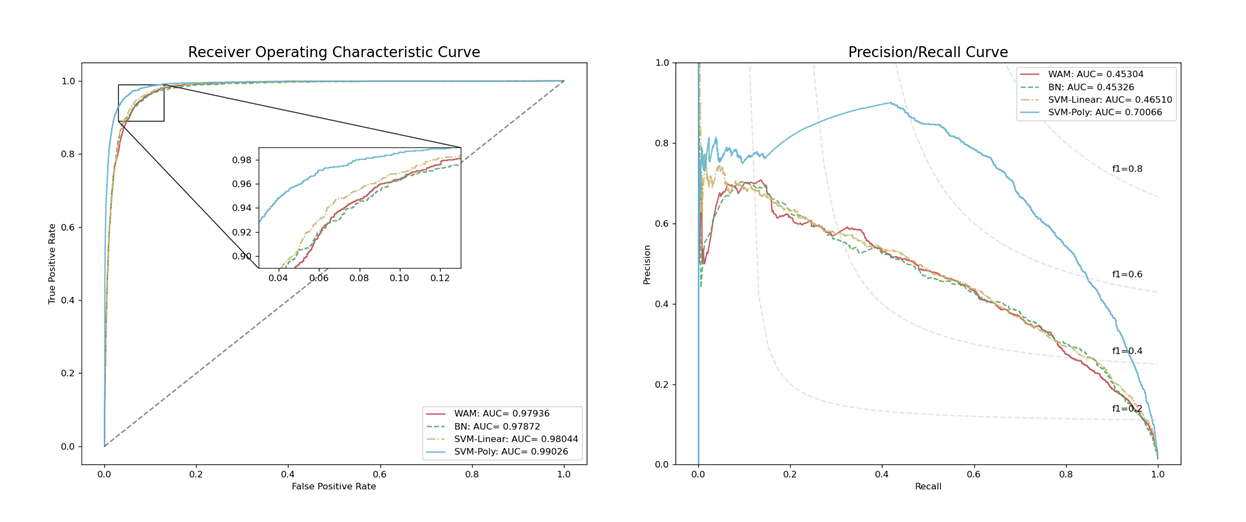 Receiver Operating Characteristic Curve
1.0
0.8
0.6
0.4
0.2
0.0
True Positive Rate
0.98
0.96
0.94
0.92
0.90
0.04 0.06 0.08 0.10 0.12
WAM: AUC= 0.97936
BN: AUC= 0.97872
SVM-Linear: AUC= 0.98044
SVM-Poly: AUC= 0.99026
0.0 0.2 0.4 0.6 0.8 1.0
False Positive Rate
Precision/Recall Curve
1.0
0.8
0.6
0.4
0.2
0.0
Precision
WAM: AUC= 0.45304
BN: AUC= 0.45326
SVM-Linear: AUC= 0.46510
SVM-Poly: AUC= 0.70066
f1=0.8
f1=0.6
f1=0.4
f1=0.2
0.0 0.2 0.4 0.6 0.8 1.0
Recall